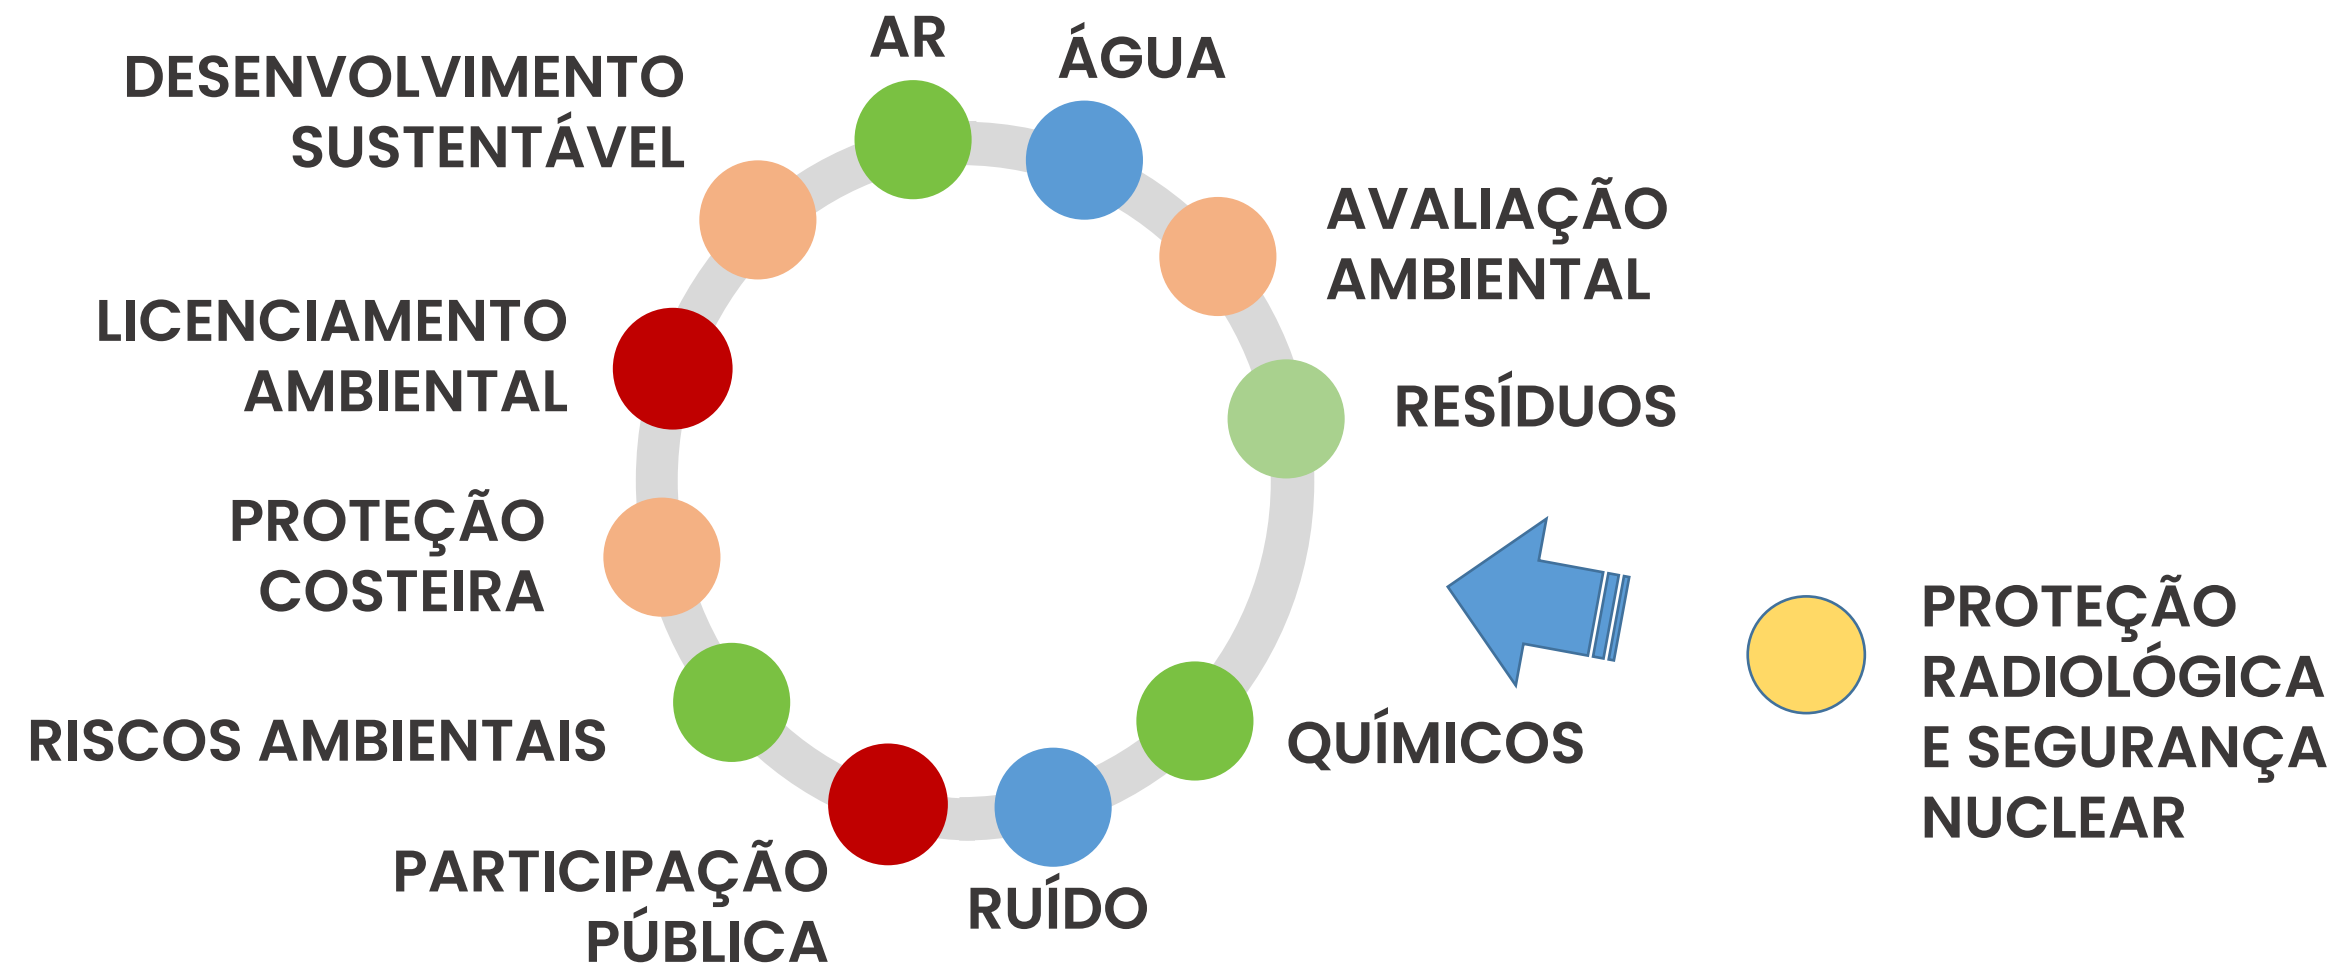 AR
ÁGUA
DESENVOLVIMENTO
SUSTENTÁVEL
AVALIAÇÃO
AMBIENTAL
LICENCIAMENTO
AMBIENTAL
RESÍDUOS
PROTEÇÃO
COSTEIRA
PROTEÇÃO
RADIOLÓGICA
E SEGURANÇA
NUCLEAR
RISCOS AMBIENTAIS
QUÍMICOS
PARTICIPAÇÃO
PÚBLICA
RUÍDO